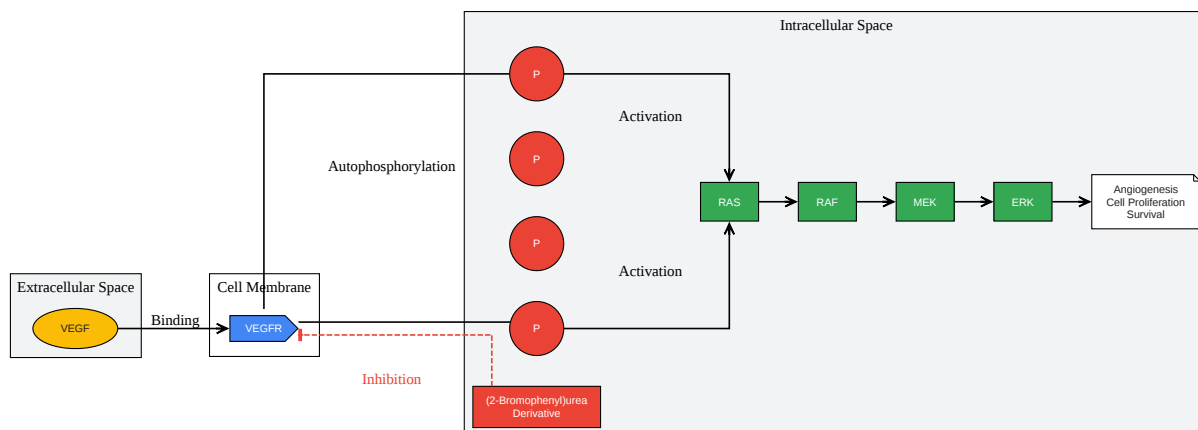 Intracellular Space
P
Activation
P
Autophosphorylation
RAS
RAF
MEK
ERK
Angiogenesis
Cell Proliferation
Survival
P
Activation
Extracellular Space
Cell Membrane
VEGF
Binding
VEGFR
P
Inhibition
(2-Bromophenyl)urea
Derivative